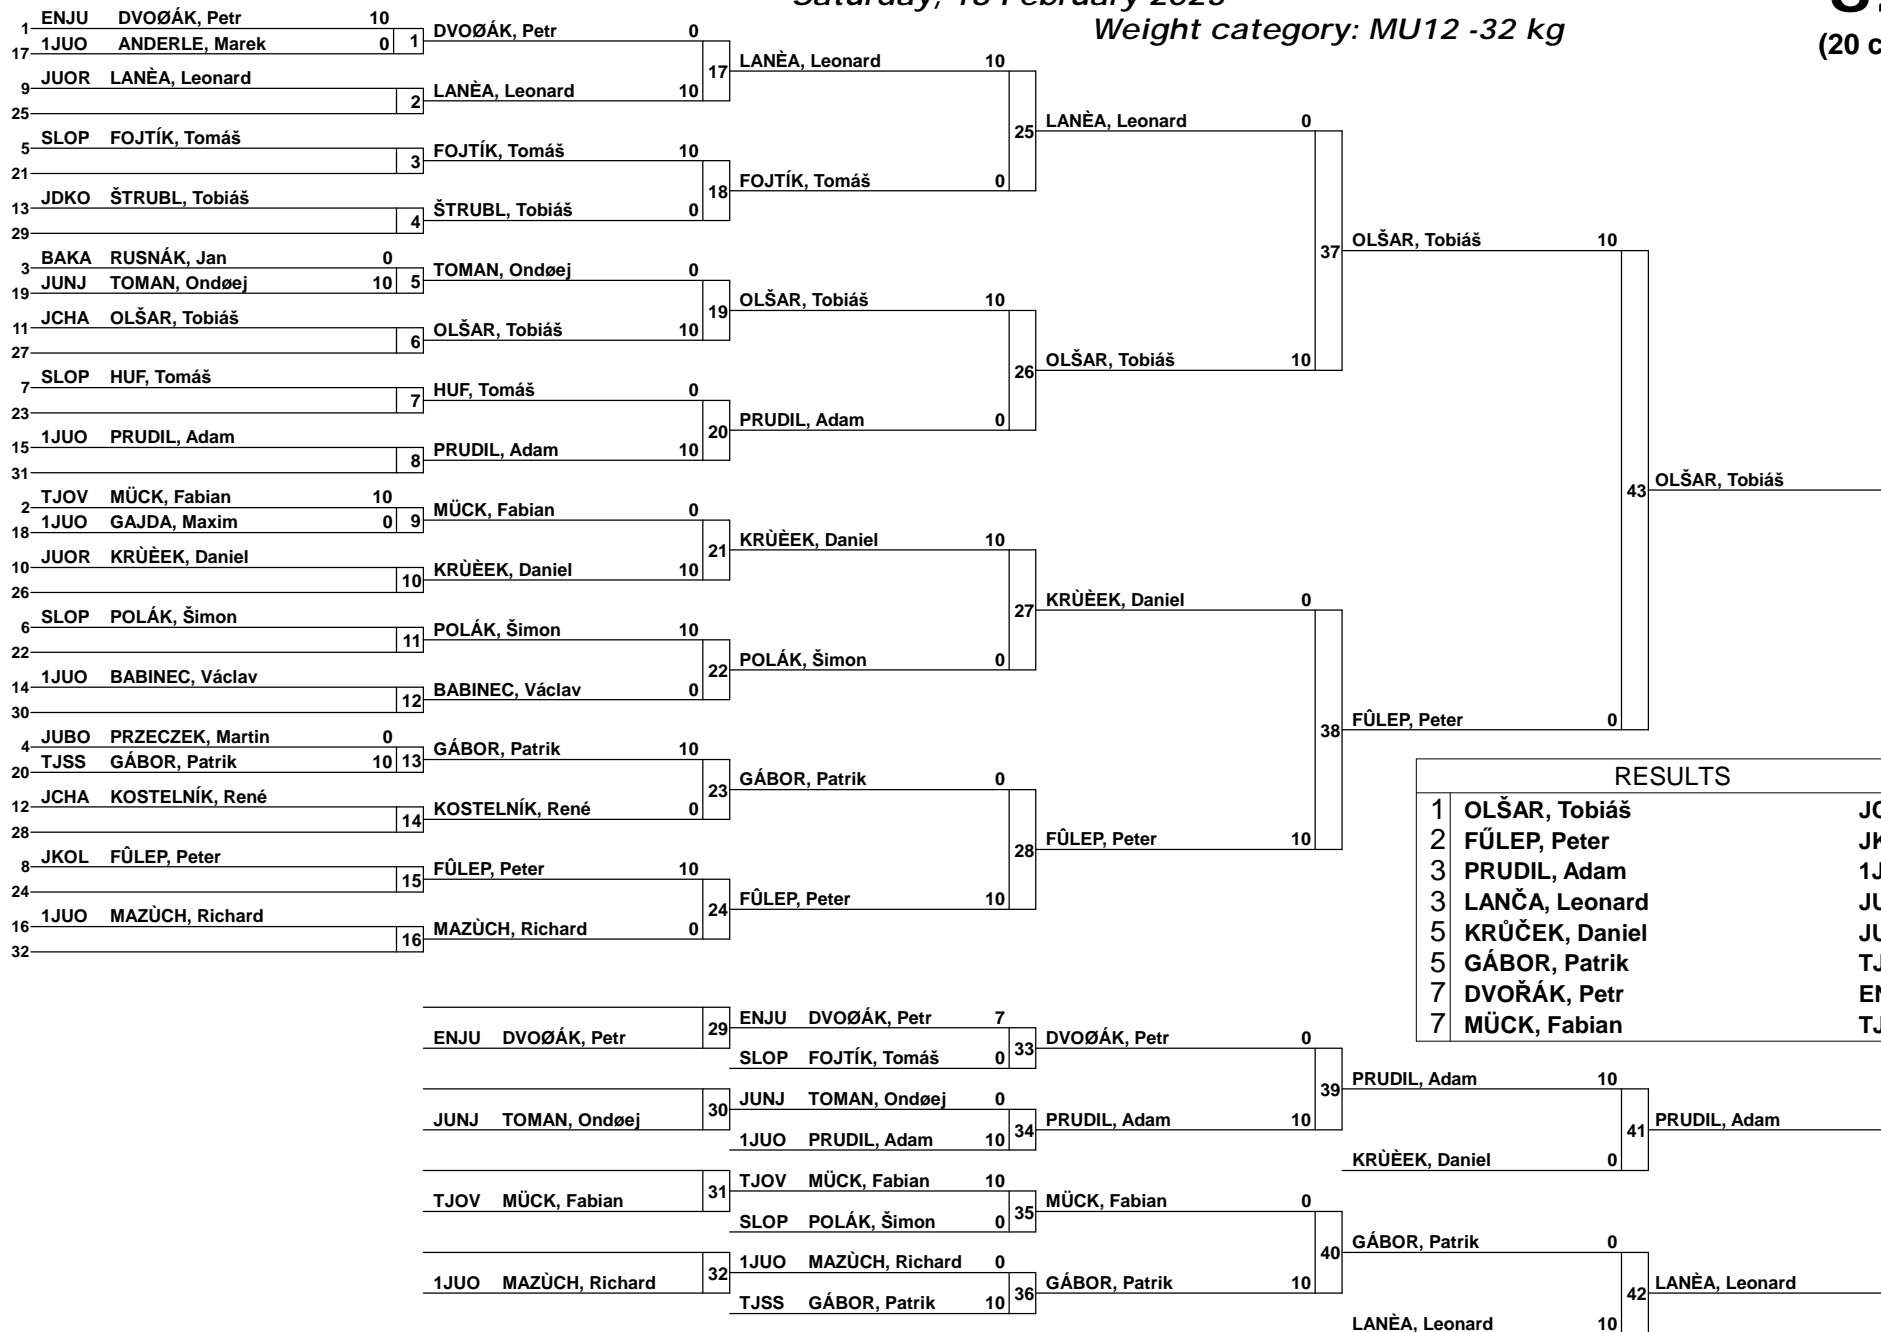 Saturday, 18 February 2023
Weight category: MU12 -32 kg
(20 c
1 ENJU DVOØÁK, Petr 10
17 1JUO ANDERLE, Marek 0 1
9 JUOR LANÈA, Leonard
25 2
5 SLOP FOJTÍK, Tomáš
21 3
13 JDKO ŠTRUBL, Tobiáš
29 4
3 BAKA RUSNÁK, Jan 0
19 JUNJ TOMAN, Ondøej 10 5
11 JCHA OLŠAR, Tobiáš
27 6
7 SLOP HUF, Tomáš
23 7
15 1JUO PRUDIL, Adam
31 8
2 TJOV MÜCK, Fabian 10
18 1JUO GAJDA, Maxim 0 9
10 JUOR KRÙÈEK, Daniel
26 10
6 SLOP POLÁK, Šimon
22 11
14 1JUO BABINEC, Václav
30 12
4 JUBO PRZECZEK, Martin 0
20 TJSS GÁBOR, Patrik 10 13
12 JCHA KOSTELNÍK, René
28 14
8 JKOL FÛLEP, Peter
24 15
16 1JUO MAZÙCH, Richard
32 16
DVOØÁK, Petr 0
17
LANÈA, Leonard 10
FOJTÍK, Tomáš 10
18
ŠTRUBL, Tobiáš 0
TOMAN, Ondøej 0
19
OLŠAR, Tobiáš 10
HUF, Tomáš 0
20
PRUDIL, Adam 10
MÜCK, Fabian 0
21
KRÙÈEK, Daniel 10
POLÁK, Šimon 10
22
BABINEC, Václav 0
GÁBOR, Patrik 10
23
KOSTELNÍK, René 0
FÛLEP, Peter 10
24
MAZÙCH, Richard 0
LANÈA, Leonard 10
25
FOJTÍK, Tomáš 0
OLŠAR, Tobiáš 10
26
PRUDIL, Adam 0
KRÙÈEK, Daniel 10
27
POLÁK, Šimon 0
GÁBOR, Patrik 0
28
FÛLEP, Peter 10
LANÈA, Leonard 0
37
OLŠAR, Tobiáš 10
KRÙÈEK, Daniel 0
38
FÛLEP, Peter 10
OLŠAR, Tobiáš 10
43
FÛLEP, Peter 0
OLŠAR, Tobiáš
RESULTS
1 OLŠAR, Tobiáš JC
2 FŰLEP, Peter JK
3 PRUDIL, Adam 1J
3 LANČA, Leonard JU
5 KRŮČEK, Daniel JU
5 GÁBOR, Patrik TJ
7 DVOŘÁK, Petr EN
7 MÜCK, Fabian TJ
29
ENJU DVOØÁK, Petr
30
JUNJ TOMAN, Ondøej
31
TJOV MÜCK, Fabian
32
1JUO MAZÙCH, Richard
ENJU DVOØÁK, Petr 7
SLOP FOJTÍK, Tomáš 0 33
JUNJ TOMAN, Ondøej 0
1JUO PRUDIL, Adam 10 34
TJOV MÜCK, Fabian 10
SLOP POLÁK, Šimon 0 35
1JUO MAZÙCH, Richard 0
TJSS GÁBOR, Patrik 10 36
DVOØÁK, Petr 0
39
PRUDIL, Adam 10
MÜCK, Fabian 0
40
GÁBOR, Patrik 10
PRUDIL, Adam 10
41
KRÙÈEK, Daniel 0
GÁBOR, Patrik 0
42
LANÈA, Leonard 10
PRUDIL, Adam
LANÈA, Leonard